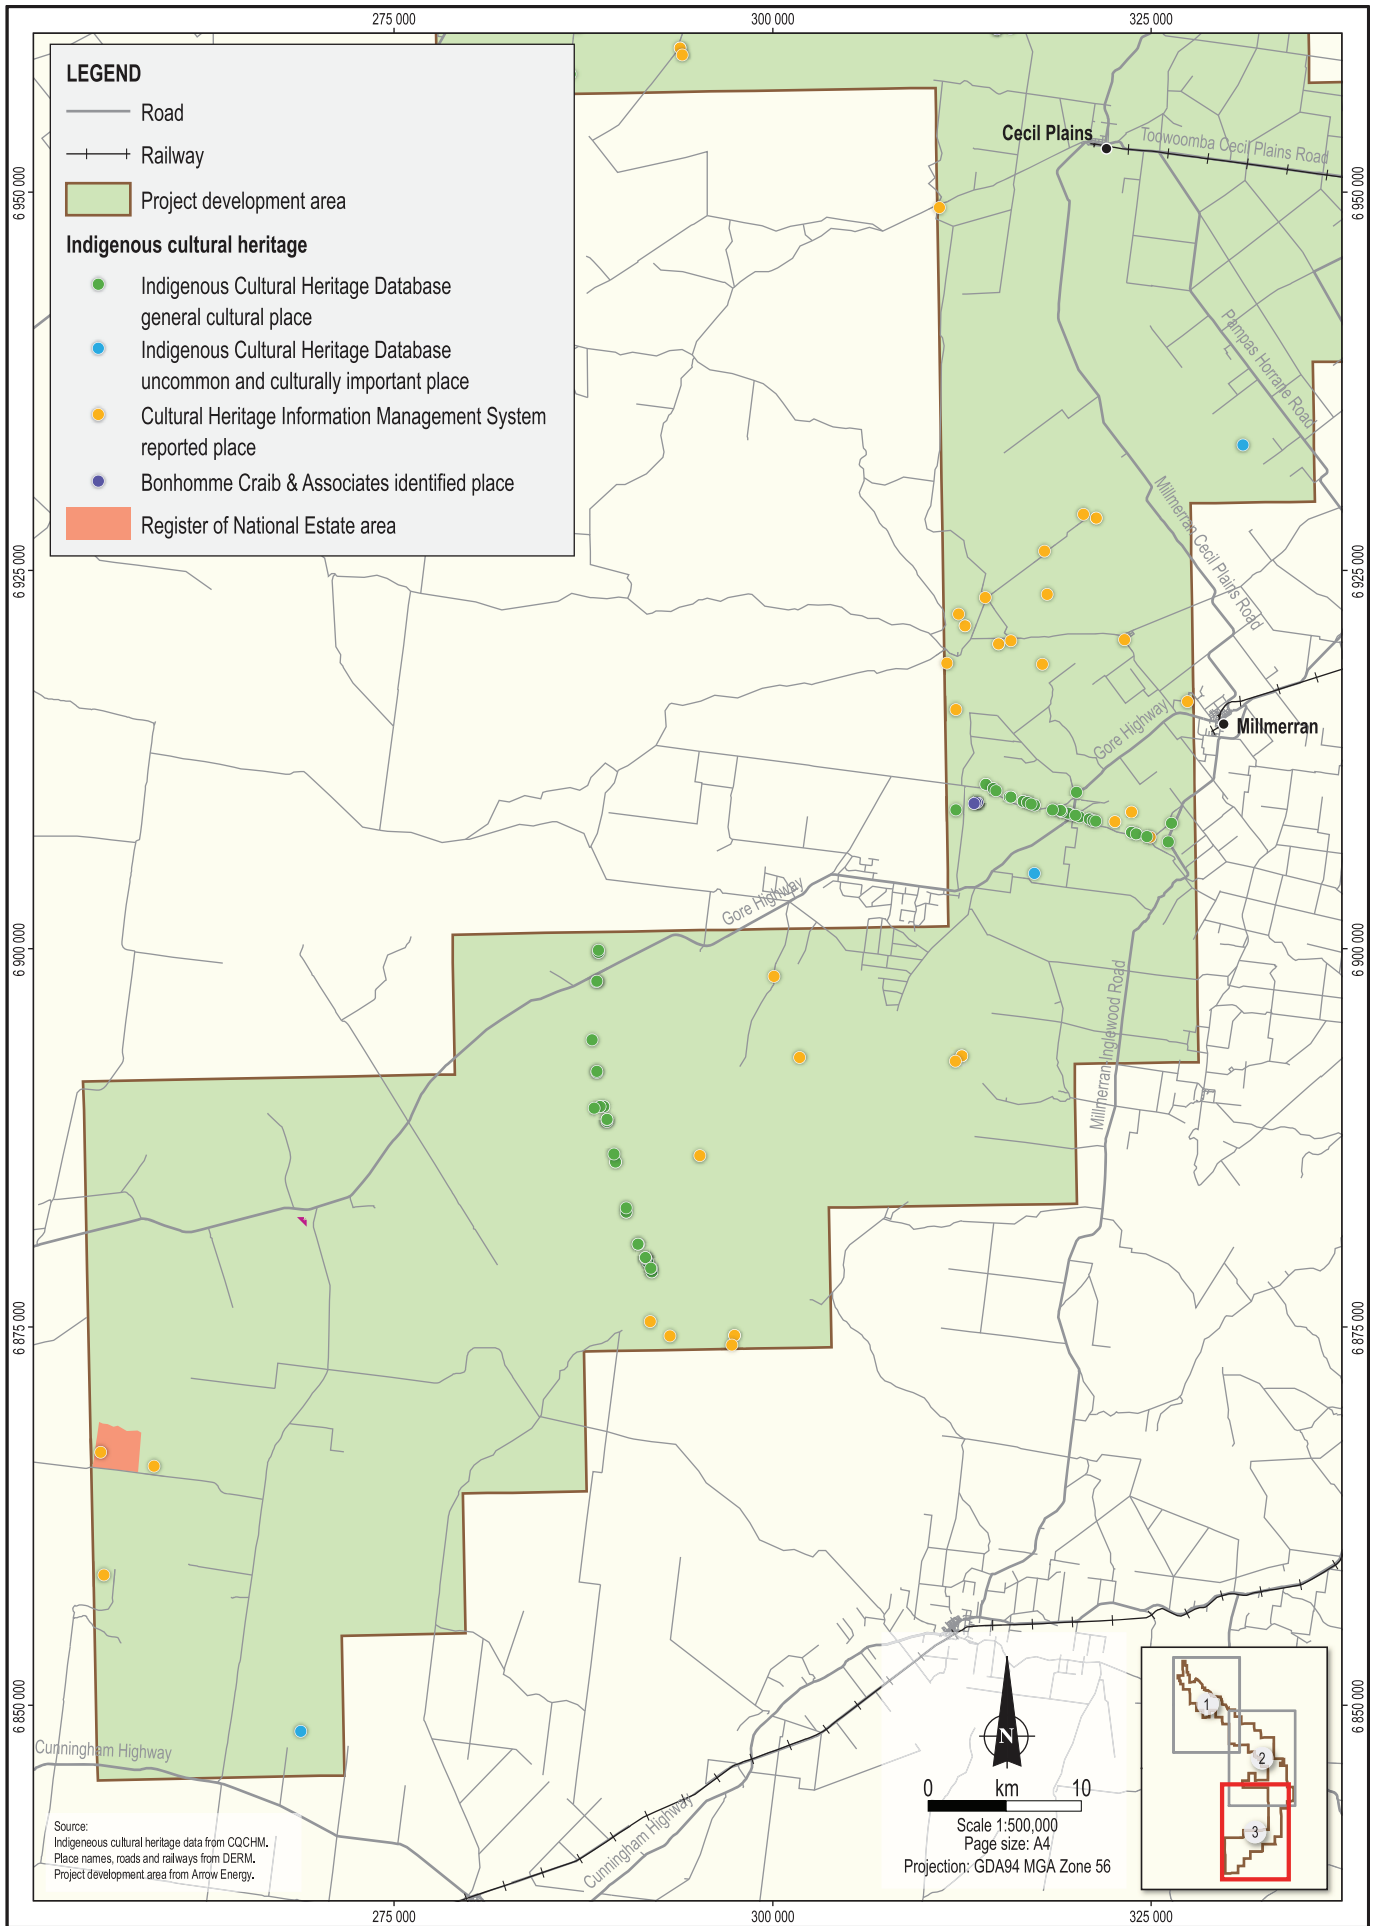 275 000
300 000
325 000
LEGEND
Road
Railway
Project development area
Indigenous cultural heritage
Indigenous Cultural Heritage Database
general cultural place
Indigenous Cultural Heritage Database
uncommon and culturally important place
Cultural Heritage Information Management System
reported place
Bonhomme Craib & Associates identified place
Register of National Estate area
Cecil Plains
Toowoomba Cecil Plains Road
6 950 000
6 950 000
Pampas Horrane Road
Millmerran Cecil Plains Road
6 925 000
6 925 000
Gore Highway
Millmerran
Gore Highway
6 900 000
6 900 000
Millmerran Inglewood Road
6 875 000
6 875 000
6 850 000
6 850 000
Cunningham Highway
Cunningham Highway
N
0 km 10
Scale 1:500,000
Page size: A4
Projection: GDA94 MGA Zone 56
1
2
3
Source:
Indigeneous cultural heritage data from CQCHM.
Place names, roads and railways from DERM.
Project development area from Arrow Energy.
275 000
300 000
325 000